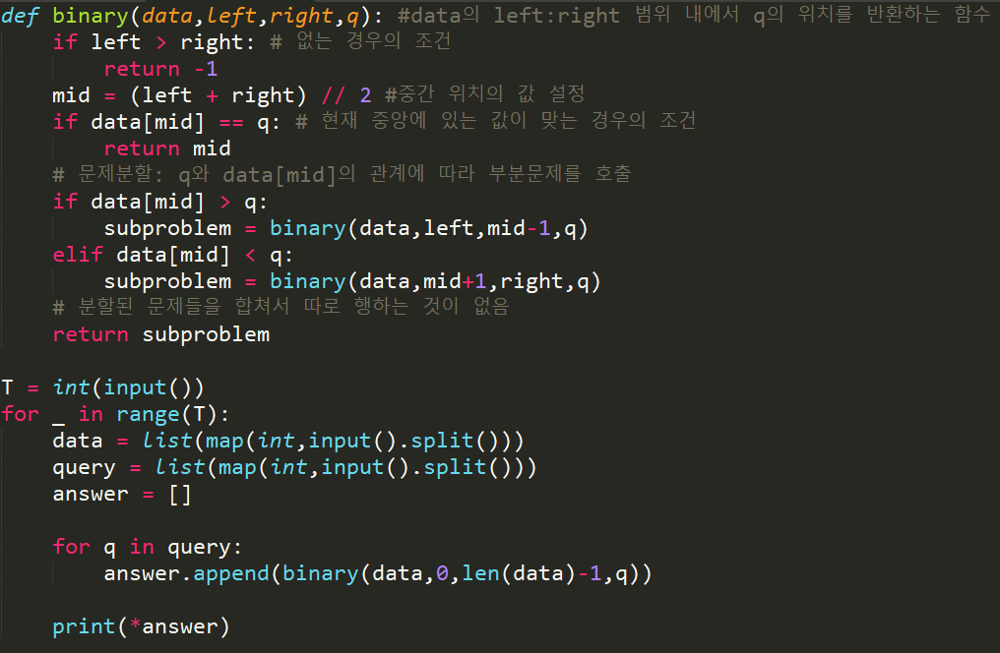 def binary(data,left,right,q): #data의 left:right 범위 내에서 q의 위치를 반환하는 함수
    if left > right: # 없는 경우의 조건
        return -1
    mid = (left + right) // 2 #중간 위치의 값 설정
    if data[mid] == q: # 현재 중앙에 있는 값이 맞는 경우의 조건
        return mid
    # 문제분할: q와 data[mid]의 관계에 따라 부분문제를 호출
    if data[mid] > q:
        subproblem = binary(data,left,mid-1,q)
    elif data[mid] < q:
        subproblem = binary(data,mid+1,right,q)
    # 분할된 문제들을 합쳐서 따로 행하는 것이 없음
    return subproblem

T = int(input())
for _ in range(T):
    data = list(map(int,input().split()))
    query = list(map(int,input().split()))
    answer = []

    for q in query:
        answer.append(binary(data,0,len(data)-1,q))

    print(*answer)